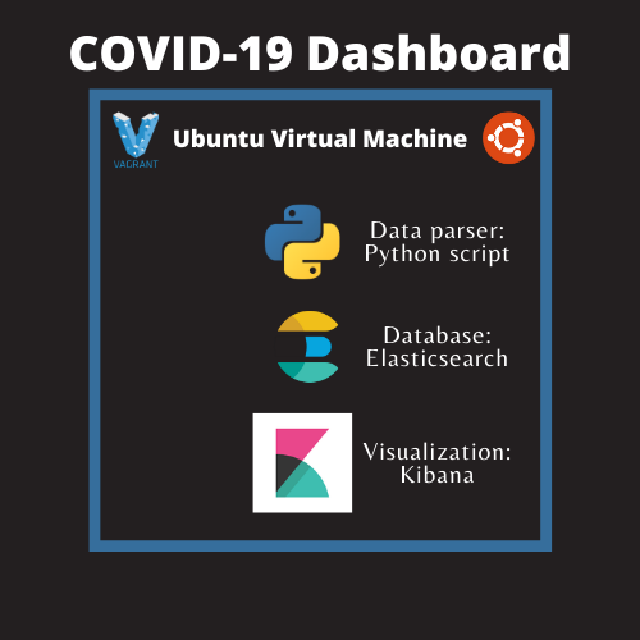 COVID-19 Dashboard
VAGRANT
Ubuntu Virtual Machine
Data parser:
Python script
Database:
Elasticsearch
Visualization:
Kibana